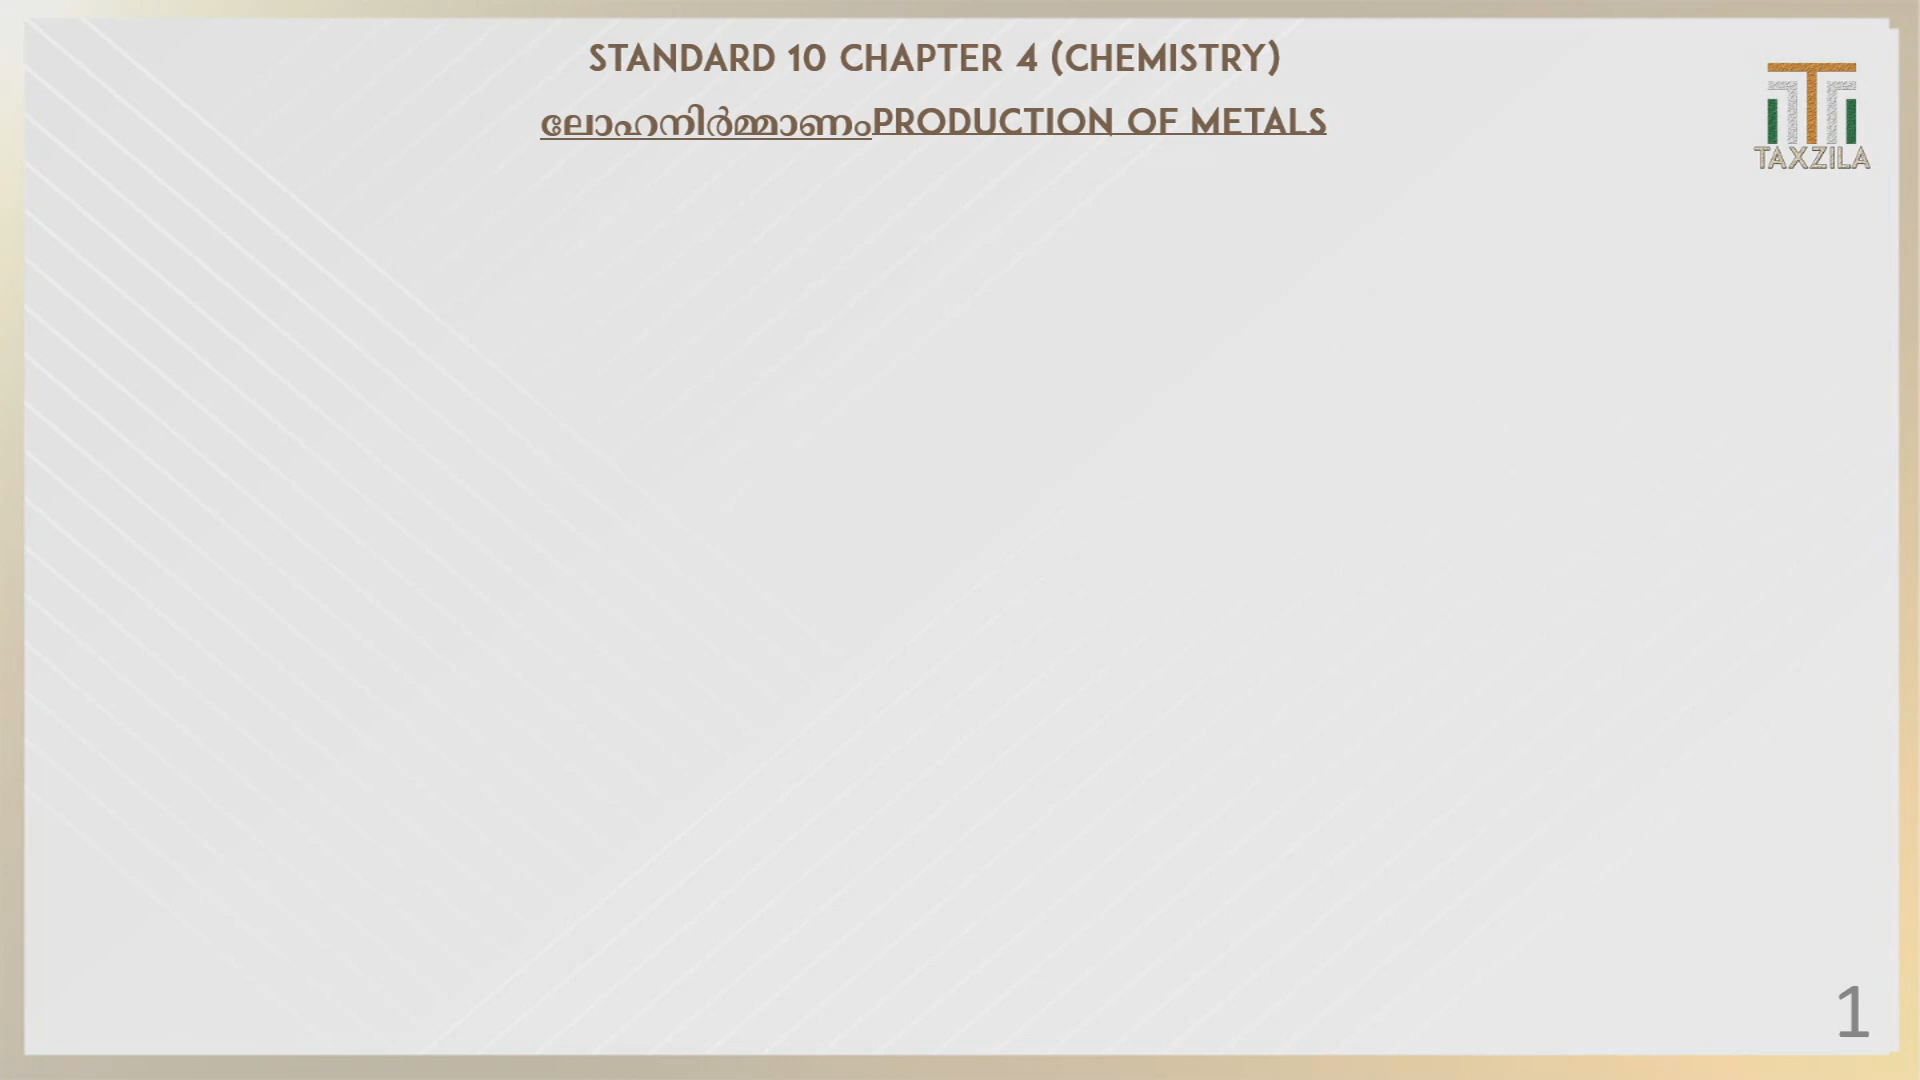 STANDARD 10 CHAPTER 4 (CHEMISTRY)
ലോഹനിർമ്മാണംPRODUCTION OF METALS
TAXZILA
1